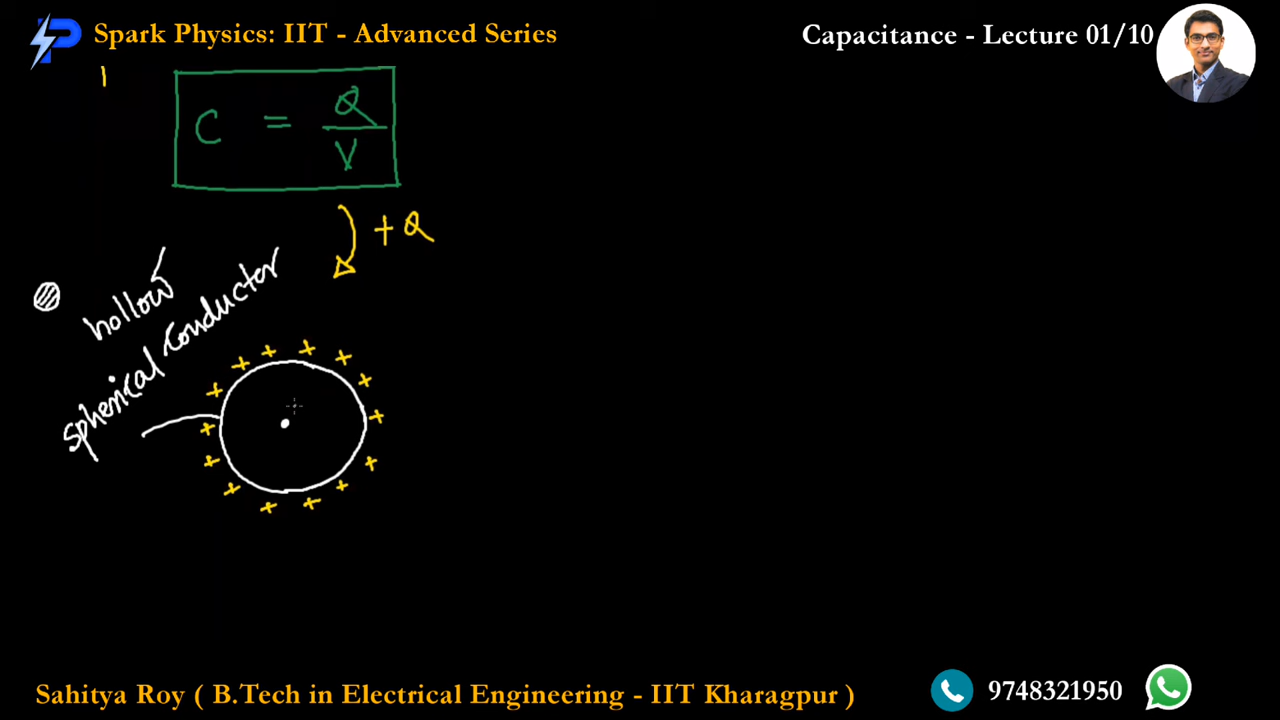 Spark Physics: IIT - Advanced Series
Capacitance - Lecture 01/10
C = Q/V
+ Q
hollow
spherical conductor
Sahitya Roy ( B.Tech in Electrical Engineering - IIT Kharagpur )
9748321950